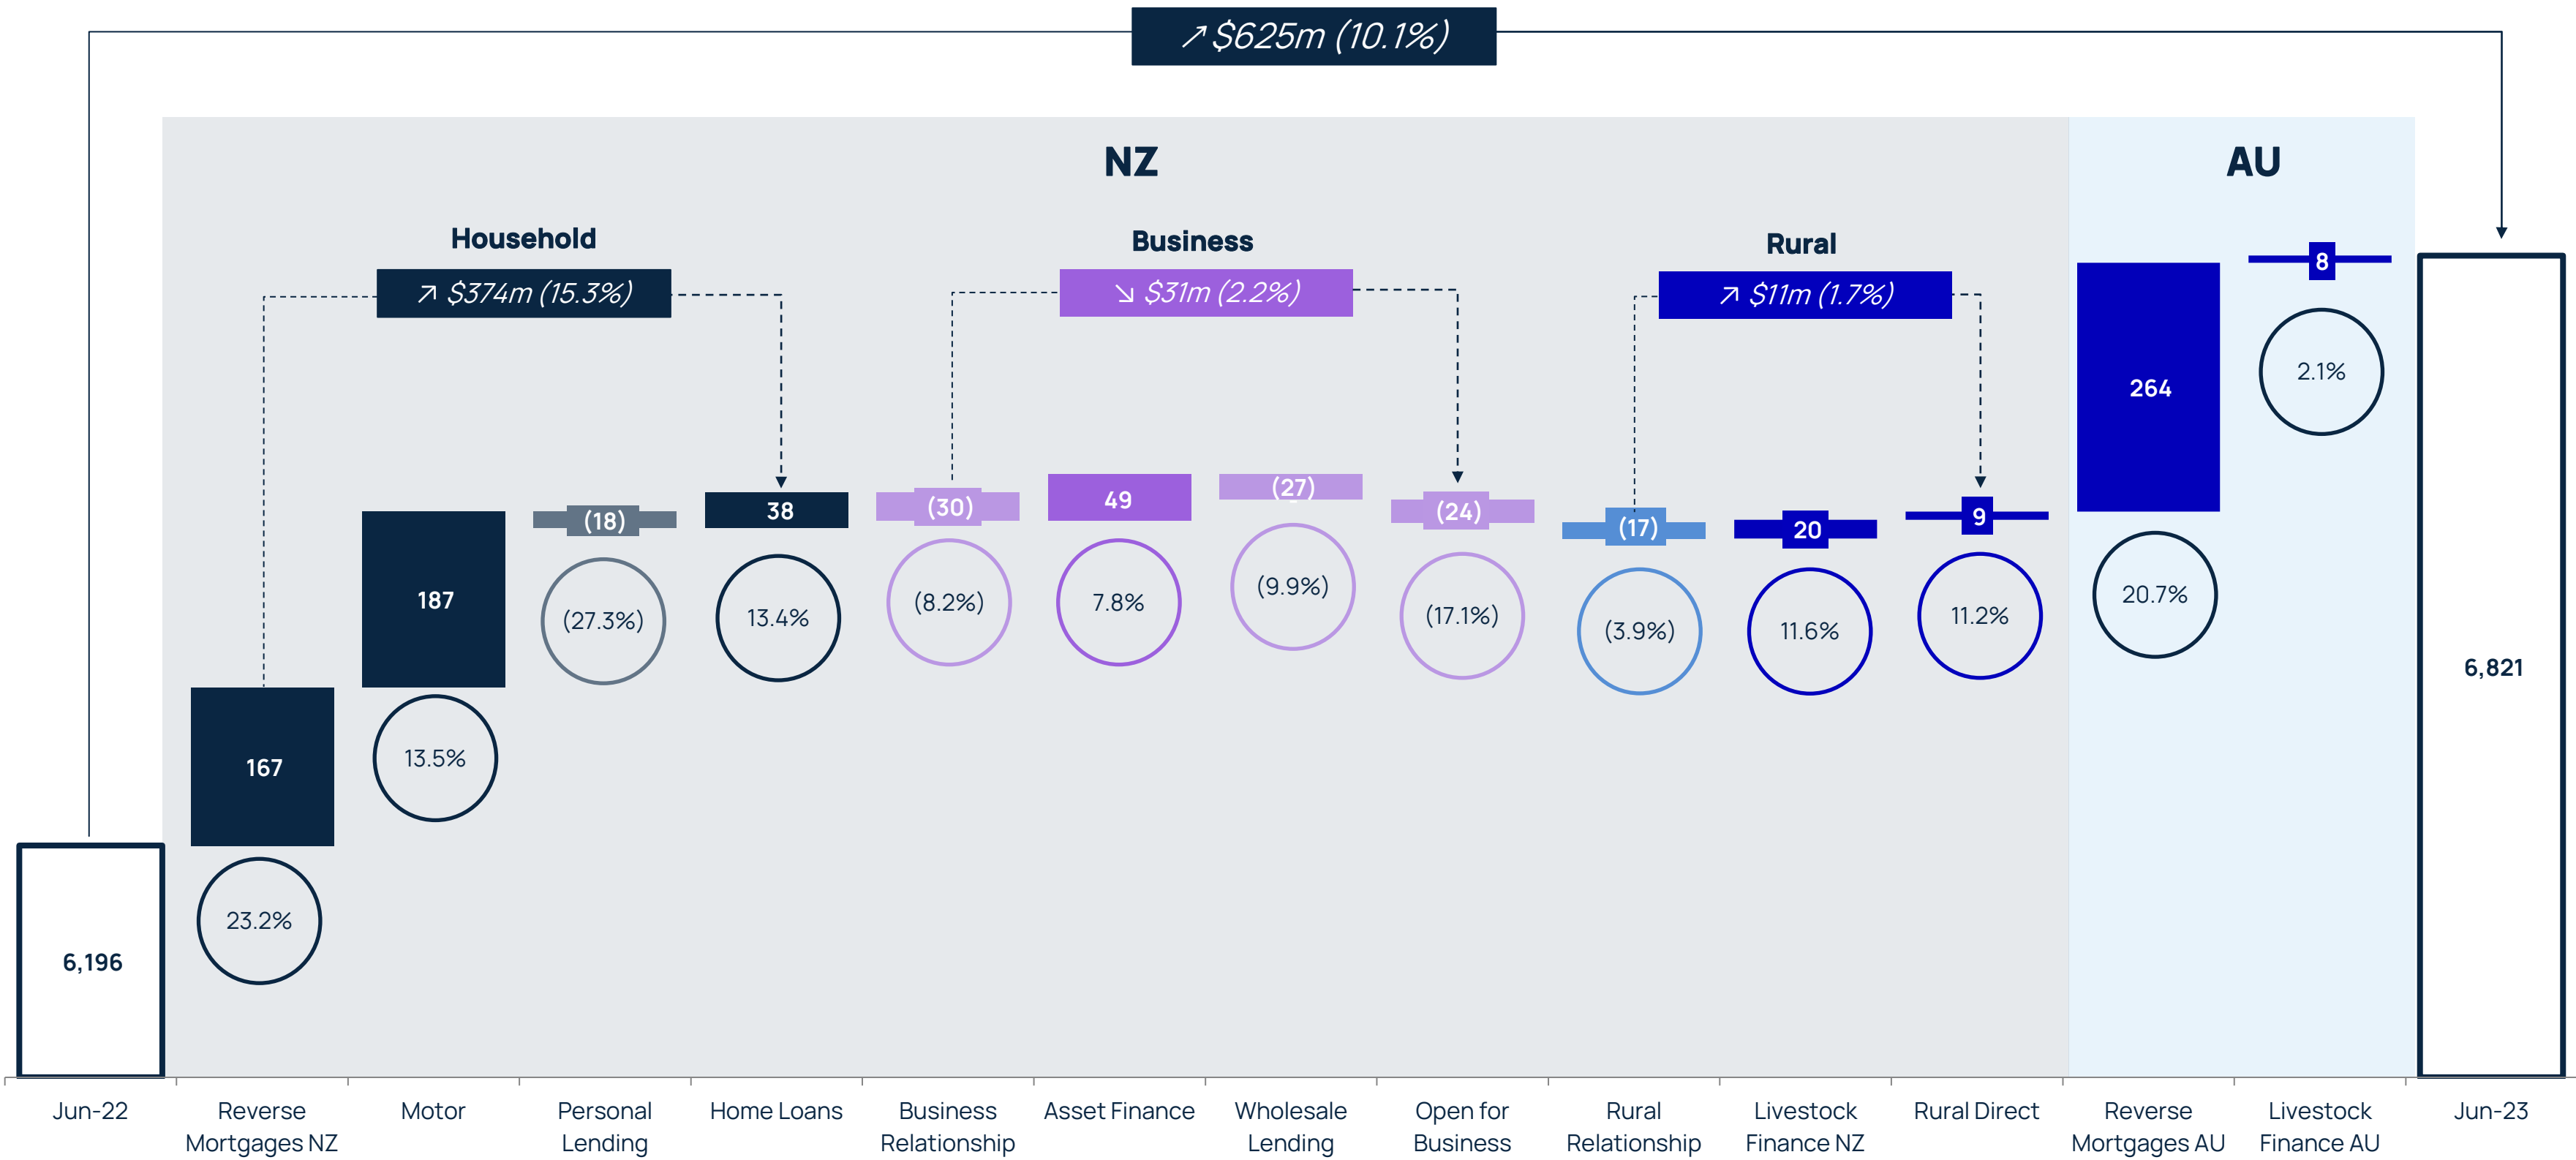 ↗ $625m (10.1%)
NZ
AU
Household
Business
Rural
↗ $374m (15.3%)
↘ $31m (2.2%)
↗ $11m (1.7%)
8
2.1%
264
20.7%
6,821
38
13.4%
(18)
(27.3%)
187
13.5%
167
23.2%
6,196
(30)
(8.2%)
49
7.8%
(27)
(9.9%)
(24)
(17.1%)
(17)
(3.9%)
20
11.6%
9
11.2%
Jun-22
Reverse
Mortgages NZ
Motor
Personal
Lending
Home Loans
Business
Relationship
Asset Finance
Wholesale
Lending
Open for
Business
Rural
Relationship
Livestock
Finance NZ
Rural Direct
Reverse
Mortgages AU
Livestock
Finance AU
Jun-23